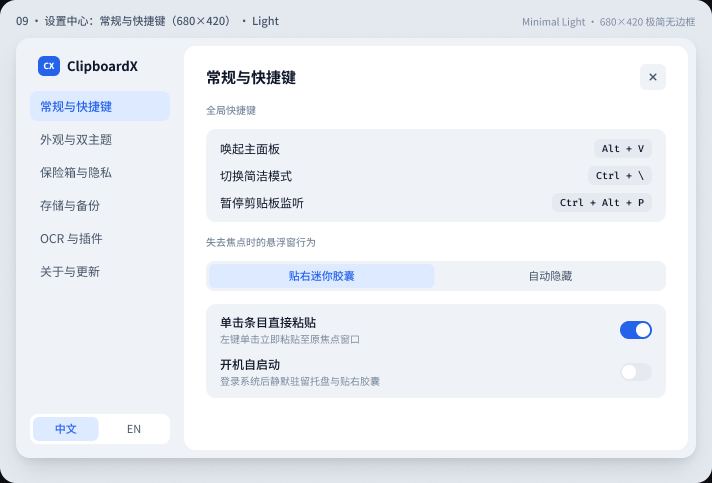 09 • 设置中心：常规与快捷键（680×420） • Light
Minimal Light • 680×420 极简无边框
CX ClipboardX
常规与快捷键
外观与双主题
保险箱与隐私
存储与备份
OCR 与插件
关于与更新
中文 EN
常规与快捷键 ×
全局快捷键
唤起主面板 Alt + V
切换简洁模式 Ctrl + \
暂停剪贴板监听 Ctrl + Alt + P
失去焦点时的悬浮窗行为
贴右迷你胶囊 自动隐藏
单击条目直接粘贴
左键单击立即粘贴至原焦点窗口
开机自启动
登录系统后静默驻留托盘与贴右胶囊